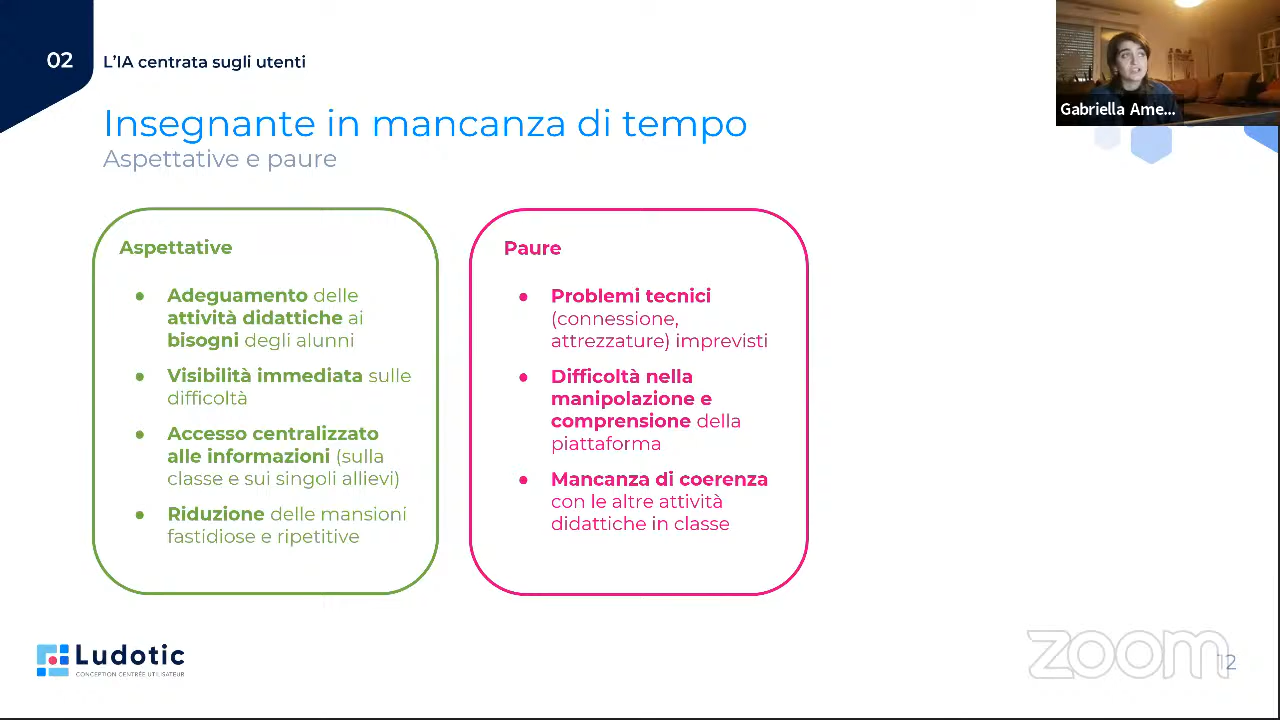 02
L'IA centrata sugli utenti
Insegnante in mancanza di tempo
Aspettative e paure
Gabriella Ame...
Aspettative
● Adeguamento delle
attività didattiche ai
bisogni degli alunni
● Visibilità immediata sulle
difficoltà
● Accesso centralizzato
alle informazioni (sulla
classe e sui singoli allievi)
● Riduzione delle mansioni
fastidiose e ripetitive
Paure
● Problemi tecnici
(connessione,
attrezzature) imprevisti
● Difficoltà nella
manipolazione e
comprensione della
piattaforma
● Mancanza di coerenza
con le altre attività
didattiche in classe
Ludotic
CONCEPTION CENTRÉE UTILISATEUR
zoom
12